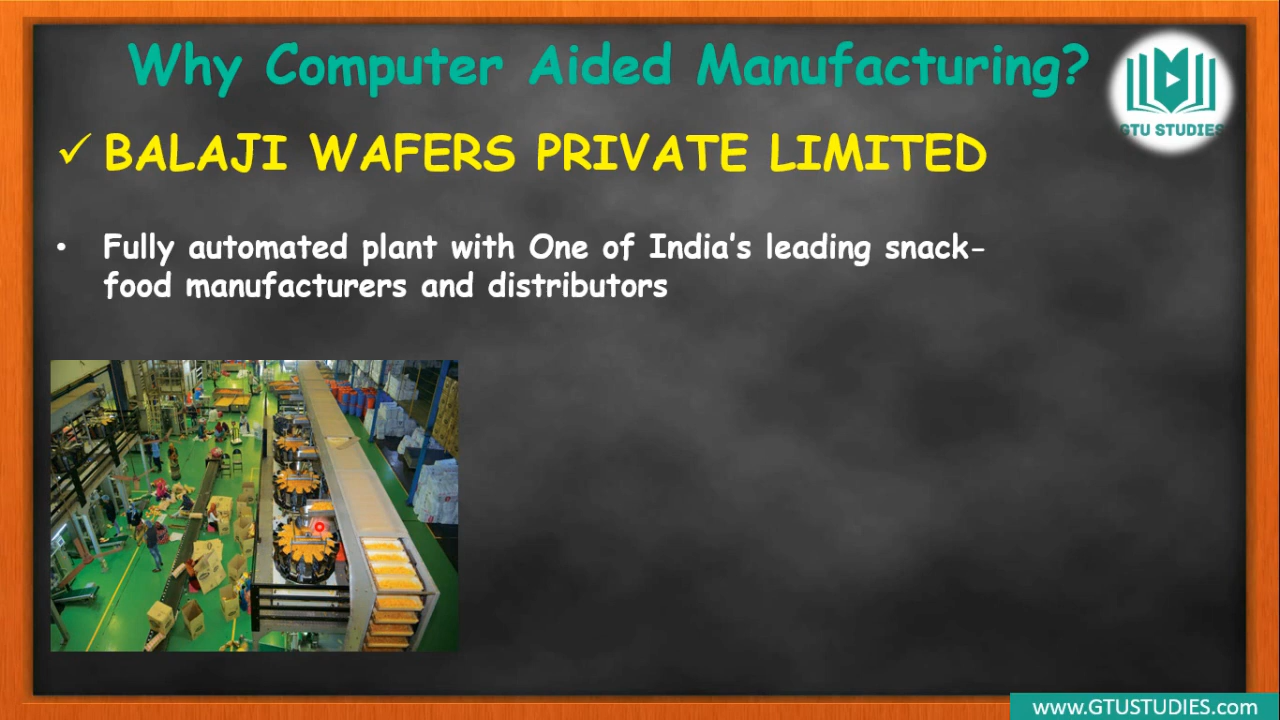 Why Computer Aided Manufacturing?
GTU STUDIES
✓ BALAJI WAFERS PRIVATE LIMITED
• Fully automated plant with One of India's leading snack-
food manufacturers and distributors
www.GTUSTUDIES.com